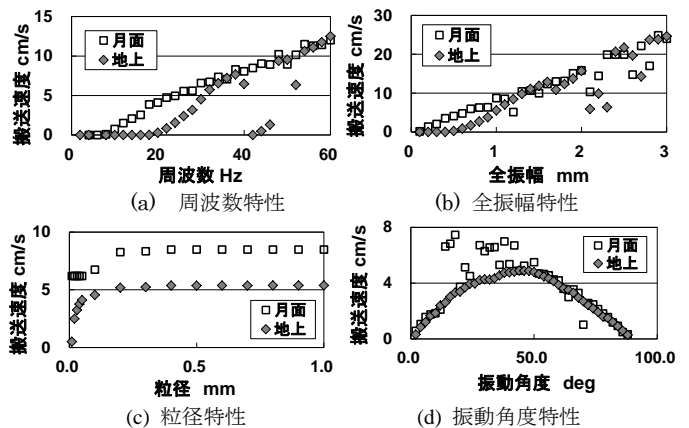 搬送速度 cm/s
15
10
5
0
月面
地上
0
20
40
60
周波数 Hz
(a) 周波数特性
搬送速度 cm/s
30
20
10
0
月面
地上
0
1
2
3
全振幅 mm
(b) 全振幅特性
搬送速度 cm/s
10
5
0
月面
地上
0.0
0.5
1.0
粒径 mm
(c) 粒径特性
搬送速度 cm/s
8
4
0
月面
地上
0.0
50.0
100.0
振動角度 deg
(d) 振動角度特性